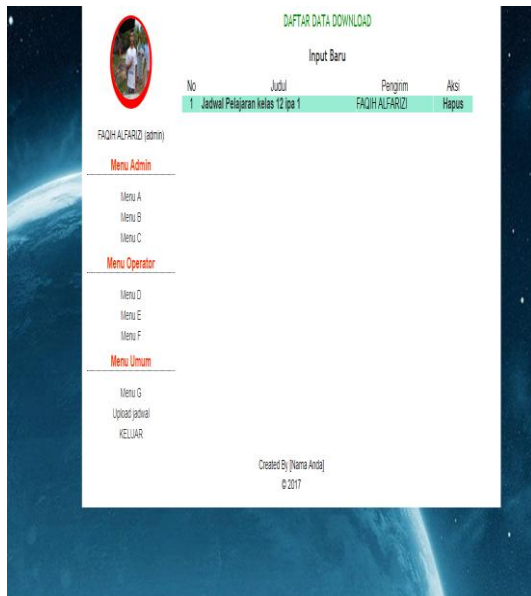 DAFTAR DATA DOWNLOAD
Input Baru
No Judul Pengirim Aksi
1 Jadwal Pelajaran kelas 12 ipa 1 FAQIH ALFARIZI Hapus
FAQIH ALFARIZI (admin)
Menu Admin
Menu A
Menu B
Menu C
Menu Operator
Menu D
Menu E
Menu F
Menu Umum
Menu G
Upload jadwal
KELUAR
Created By [Nama Anda]
© 2017